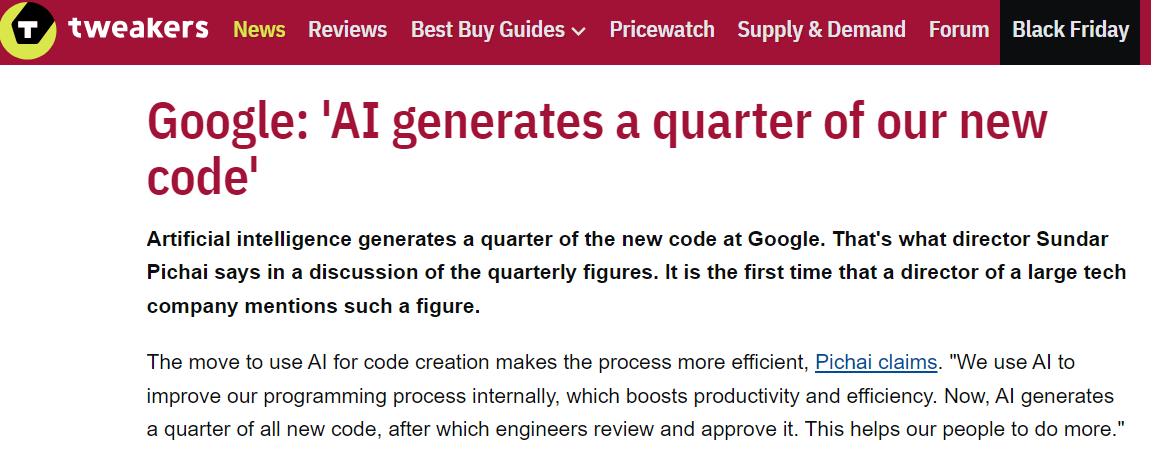 T tweakers News Reviews Best Buy Guides Pricewatch Supply & Demand Forum Black Friday
Google: 'AI generates a quarter of our new
code'
Artificial intelligence generates a quarter of the new code at Google. That's what director Sundar
Pichai says in a discussion of the quarterly figures. It is the first time that a director of a large tech
company mentions such a figure.
The move to use AI for code creation makes the process more efficient, Pichai claims. "We use AI to
improve our programming process internally, which boosts productivity and efficiency. Now, AI generates
a quarter of all new code, after which engineers review and approve it. This helps our people to do more."